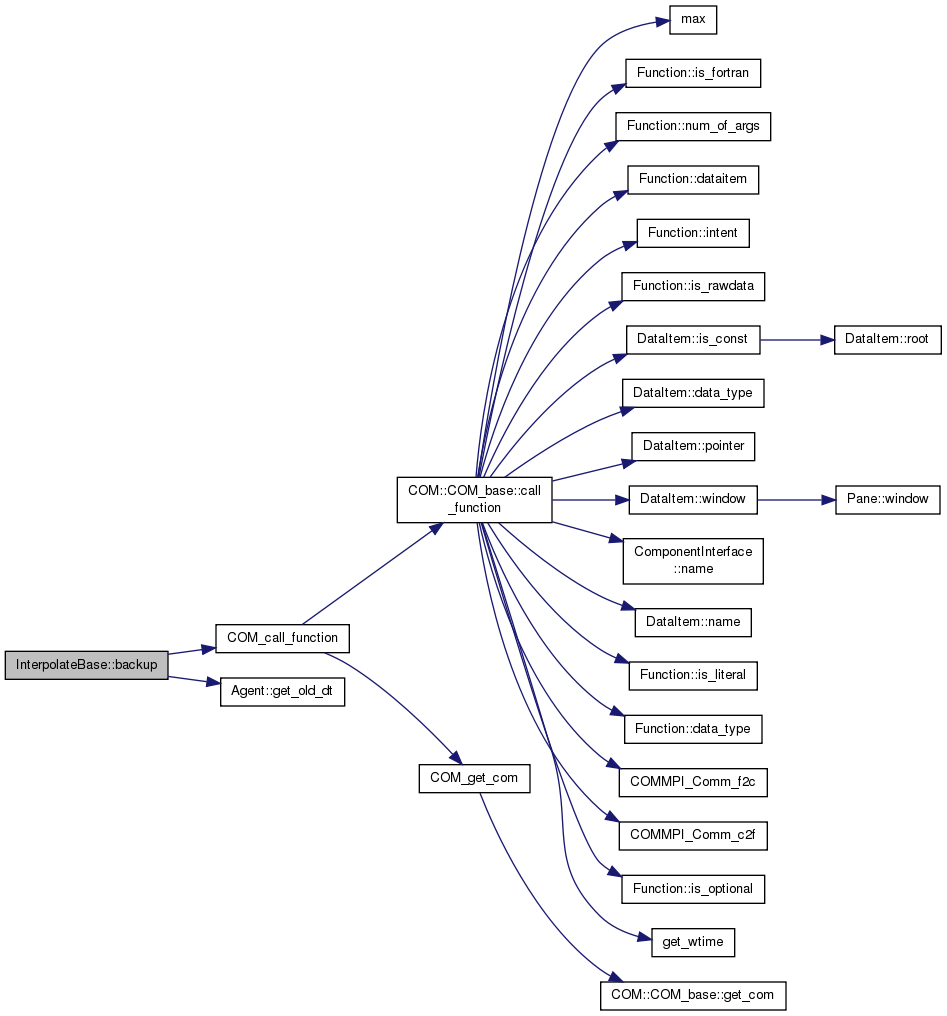 max
Function::is_fortran
Function::num_of_args
Function::dataitem
Function::intent
Function::is_rawdata
DataItem::is_const
DataItem::root
DataItem::data_type
DataItem::pointer
COM::COM_base::call
_function
DataItem::window
Pane::window
ComponentInterface
::name
DataItem::name
COM_call_function
InterpolateBase::backup
Agent::get_old_dt
Function::is_literal
Function::data_type
COM_get_com
COMMPI_Comm_f2c
COMMPI_Comm_c2f
Function::is_optional
get_wtime
COM::COM_base::get_com